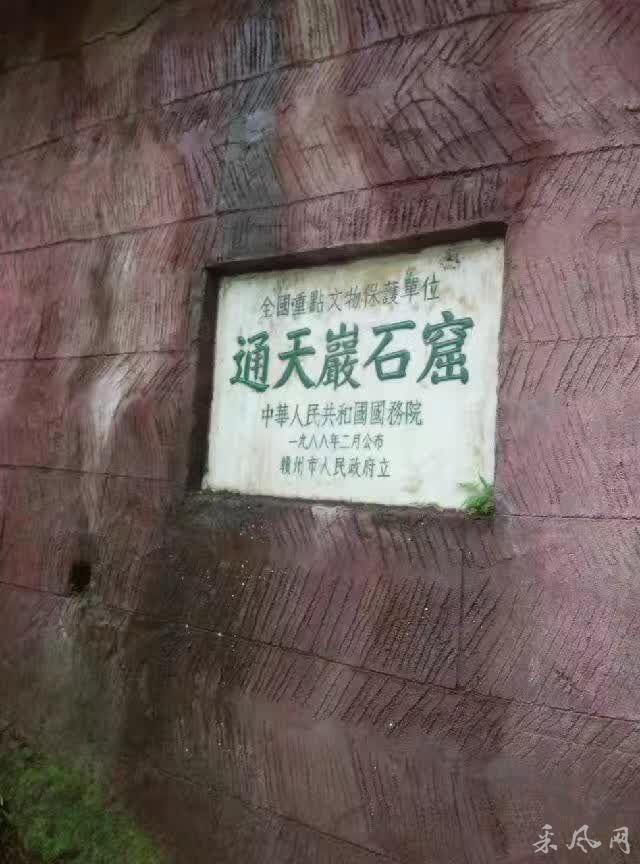 全國重點文物保護單位
通天巖石窟
中華人民共和國國務院
一九八八年二月公布
贛州市人民政府立
采风网